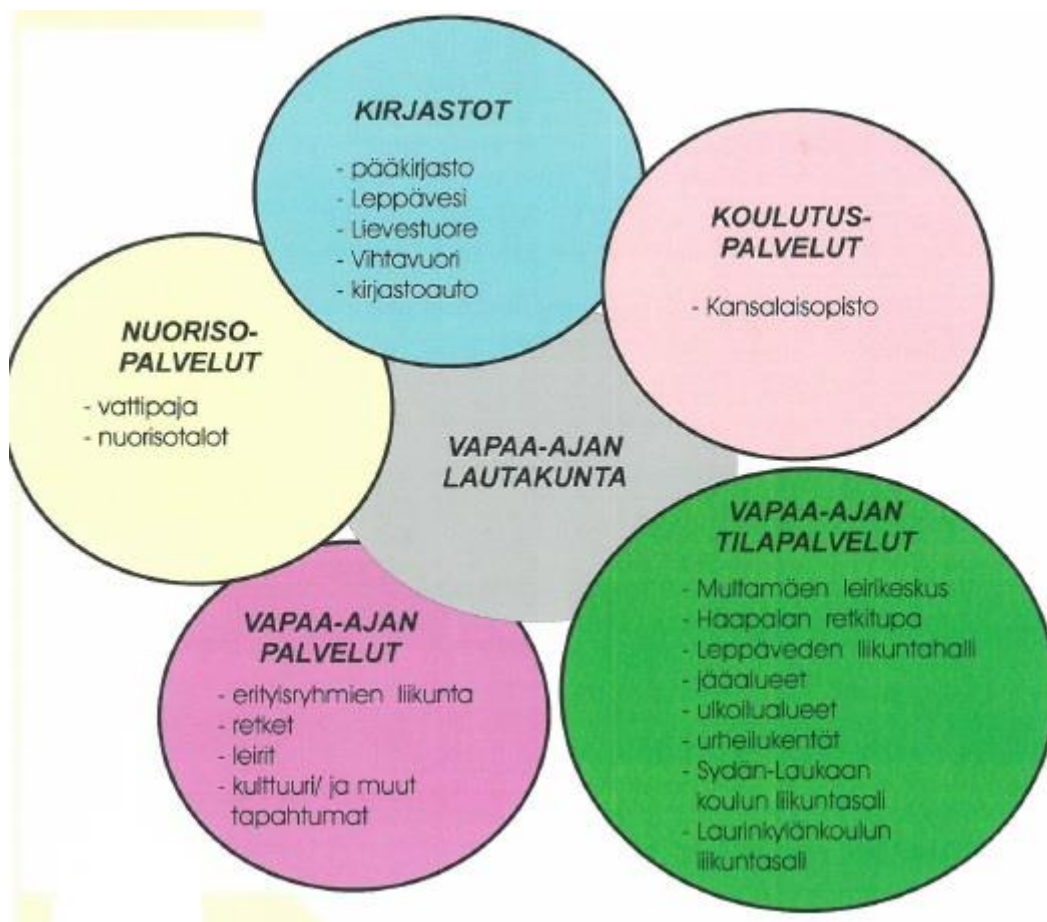 KIRJASTOT
- pääkirjasto
- Leppävesi
- Lievestuore
- Vihtavuori
- kirjastoauto
KOULUTUS-
PALVELUT
- Kansalaisopisto
NUORISO-
PALVELUT
- vattipaja
- nuorisotalot
VAPAA-AJAN
LAUTAKUNTA
VAPAA-AJAN
TILAPALVELUT
- Multamäen leirikeskus
- Haapalan retkitupa
- Leppäveden liikuntahalli
- jääalueet
- ulkoilualueet
- urheilukentät
- Sydän-Laukaan
koulun liikuntasali
- Laurinkylänkoulun
liikuntasali
VAPAA-AJAN
PALVELUT
- erityisryhmien liikunta
- retket
- leirit
- kulttuuri/ ja muut
tapahtumat